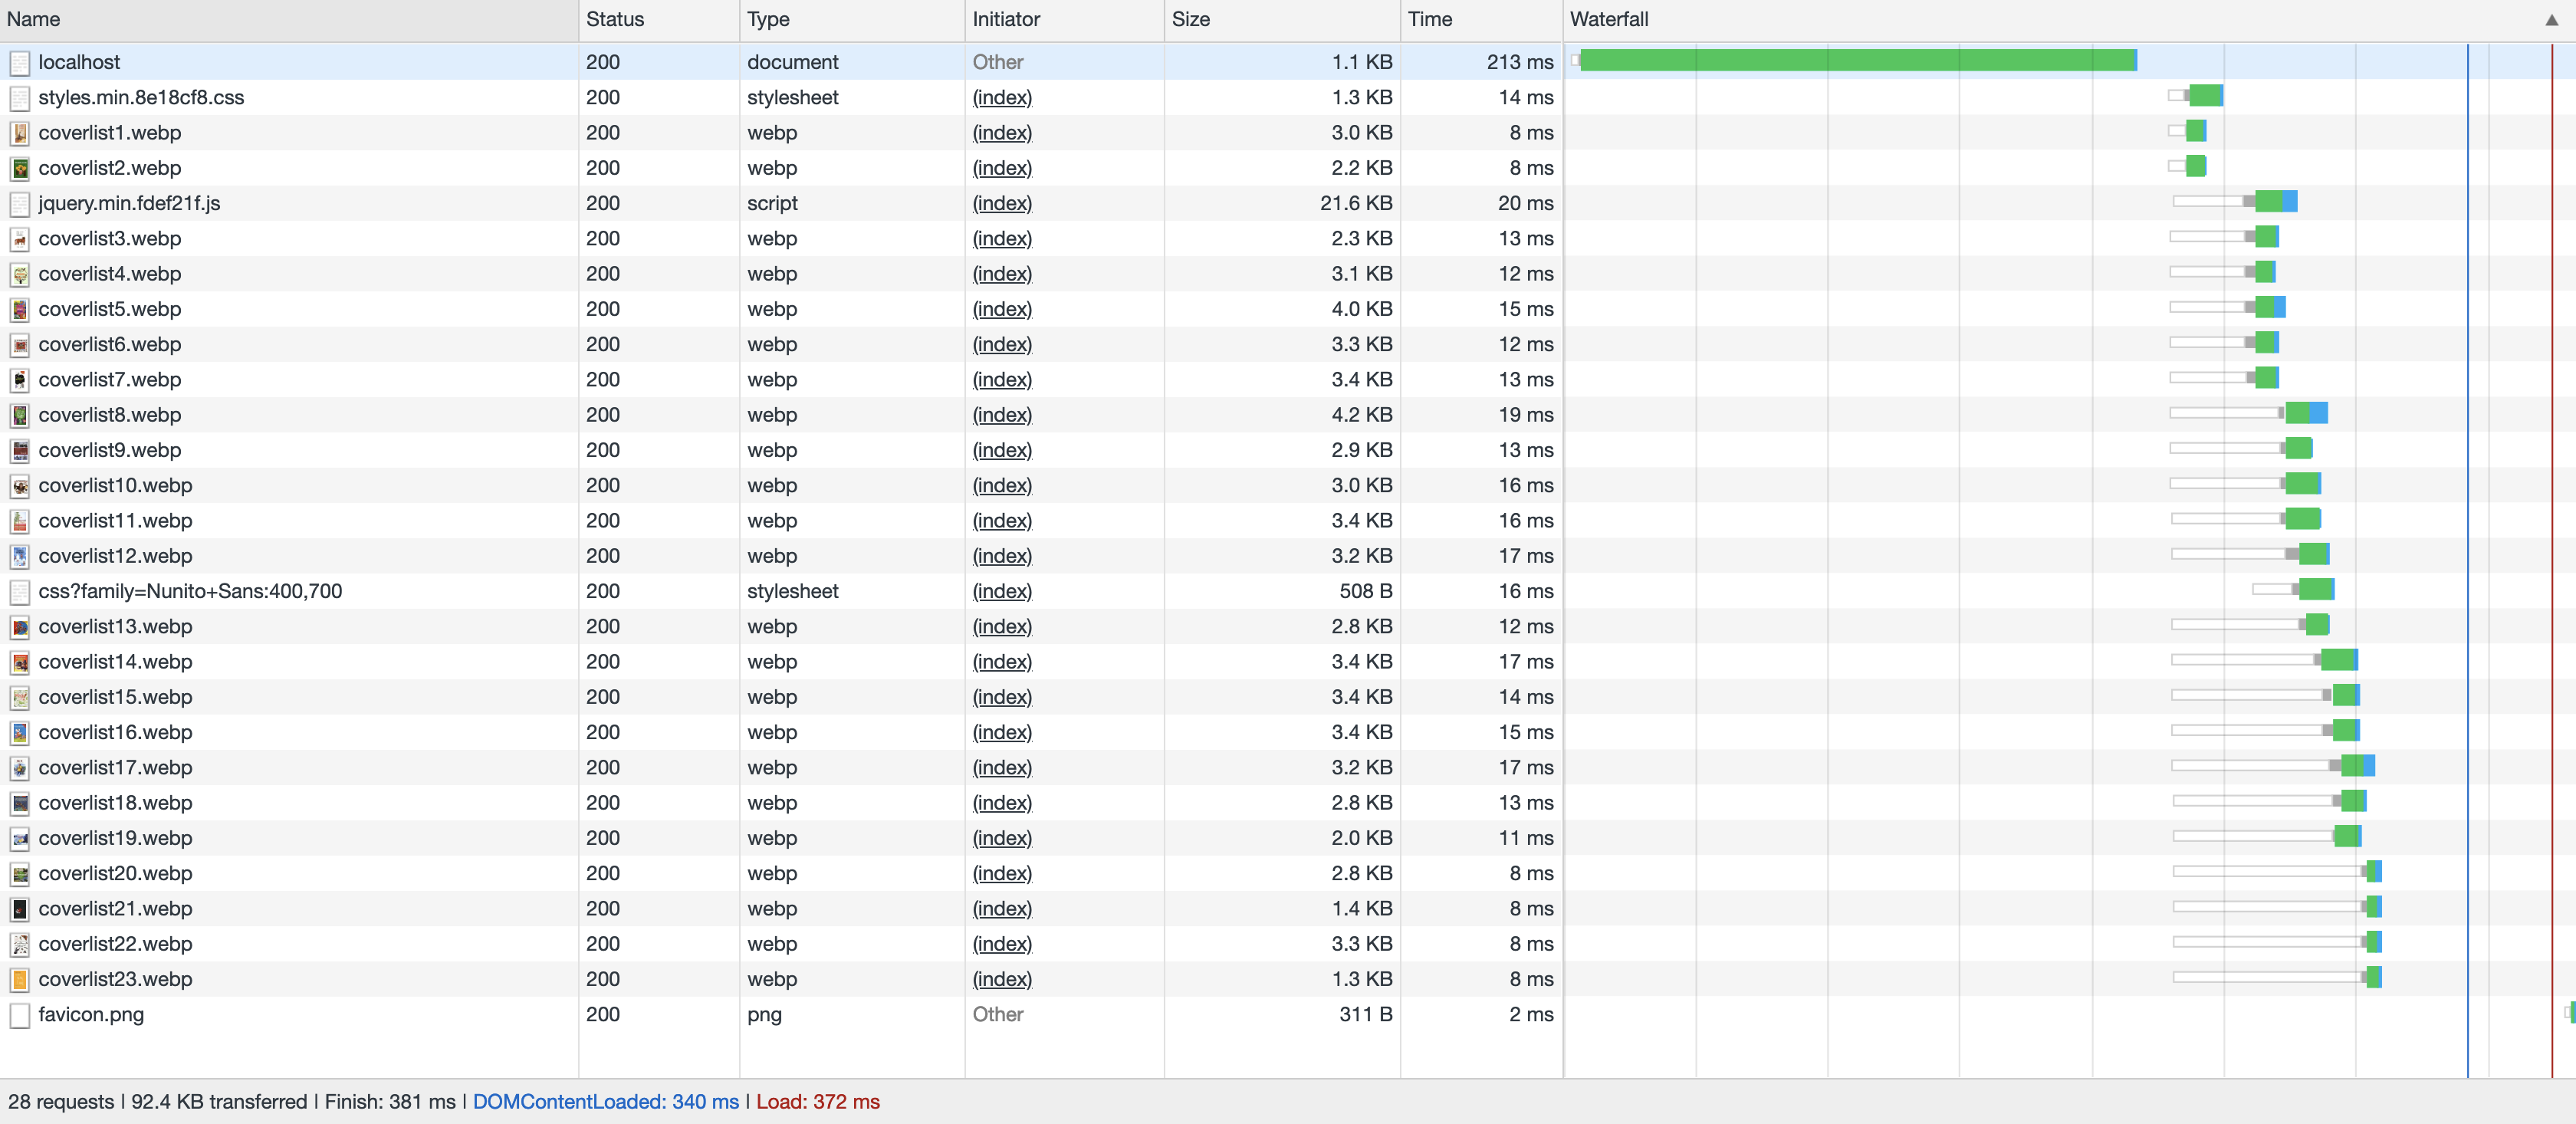 Name Status Type Initiator Size Time Waterfall ▲
localhost 200 document Other 1.1 KB 213 ms
styles.min.8e18cf8.css 200 stylesheet (index) 1.3 KB 14 ms
coverlist1.webp 200 webp (index) 3.0 KB 8 ms
coverlist2.webp 200 webp (index) 2.2 KB 8 ms
jquery.min.fdef21f.js 200 script (index) 21.6 KB 20 ms
coverlist3.webp 200 webp (index) 2.3 KB 13 ms
coverlist4.webp 200 webp (index) 3.1 KB 12 ms
coverlist5.webp 200 webp (index) 4.0 KB 15 ms
coverlist6.webp 200 webp (index) 3.3 KB 12 ms
coverlist7.webp 200 webp (index) 3.4 KB 13 ms
coverlist8.webp 200 webp (index) 4.2 KB 19 ms
coverlist9.webp 200 webp (index) 2.9 KB 13 ms
coverlist10.webp 200 webp (index) 3.0 KB 16 ms
coverlist11.webp 200 webp (index) 3.4 KB 16 ms
coverlist12.webp 200 webp (index) 3.2 KB 17 ms
css?family=Nunito+Sans:400,700 200 stylesheet (index) 508 B 16 ms
coverlist13.webp 200 webp (index) 2.8 KB 12 ms
coverlist14.webp 200 webp (index) 3.4 KB 17 ms
coverlist15.webp 200 webp (index) 3.4 KB 14 ms
coverlist16.webp 200 webp (index) 3.4 KB 15 ms
coverlist17.webp 200 webp (index) 3.2 KB 17 ms
coverlist18.webp 200 webp (index) 2.8 KB 13 ms
coverlist19.webp 200 webp (index) 2.0 KB 11 ms
coverlist20.webp 200 webp (index) 2.8 KB 8 ms
coverlist21.webp 200 webp (index) 1.4 KB 8 ms
coverlist22.webp 200 webp (index) 3.3 KB 8 ms
coverlist23.webp 200 webp (index) 1.3 KB 8 ms
favicon.png 200 png Other 311 B 2 ms
28 requests | 92.4 KB transferred | Finish: 381 ms | DOMContentLoaded: 340 ms | Load: 372 ms